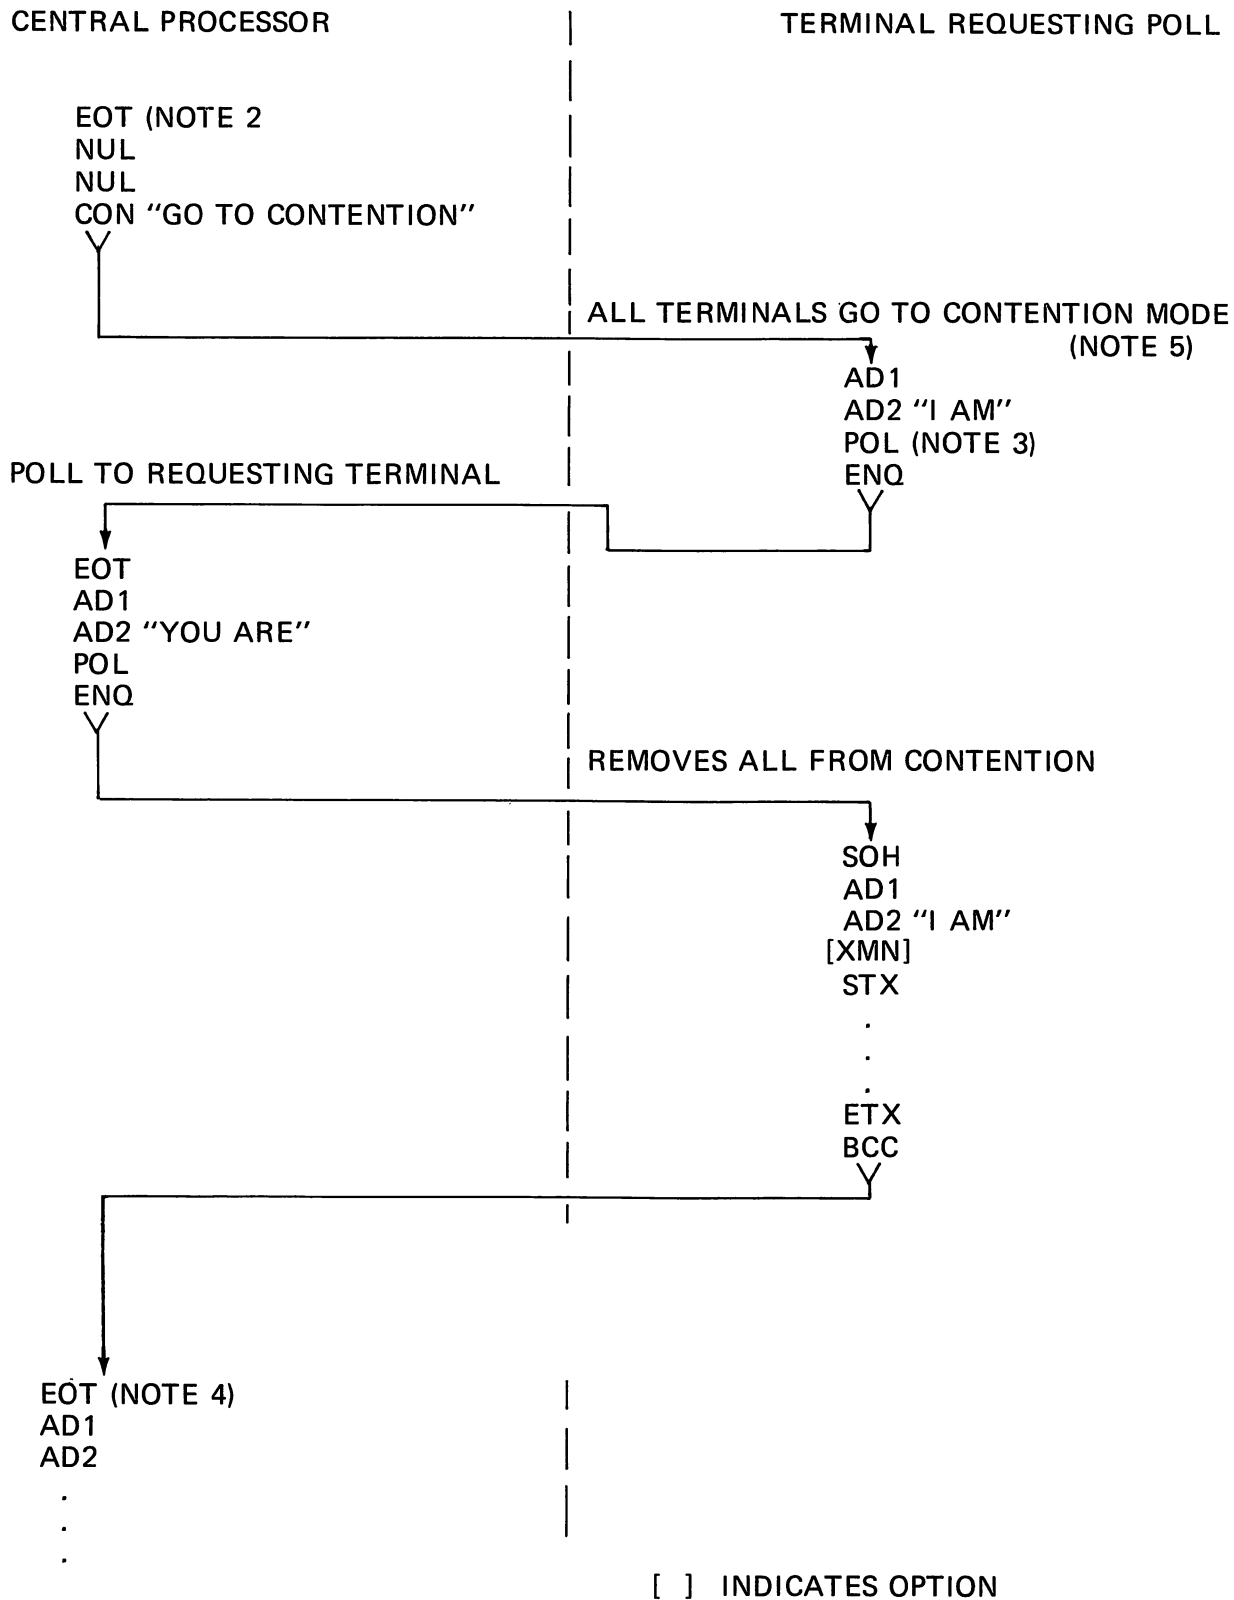 CENTRAL PROCESSOR
TERMINAL REQUESTING POLL
EOT (NOTE 2
NUL
NUL
CON “GO TO CONTENTION”
ALL TERMINALS GO TO CONTENTION MODE
(NOTE 5)
AD1
AD2 “I AM”
POL (NOTE 3)
ENQ
POLL TO REQUESTING TERMINAL
EOT
AD1
AD2 “YOU ARE”
POL
ENQ
REMOVES ALL FROM CONTENTION
SOH
AD1
AD2 “I AM”
[XMN]
STX
.
.
.
ETX
BCC
EOT (NOTE 4)
AD1
AD2
.
.
.
[ ] INDICATES OPTION